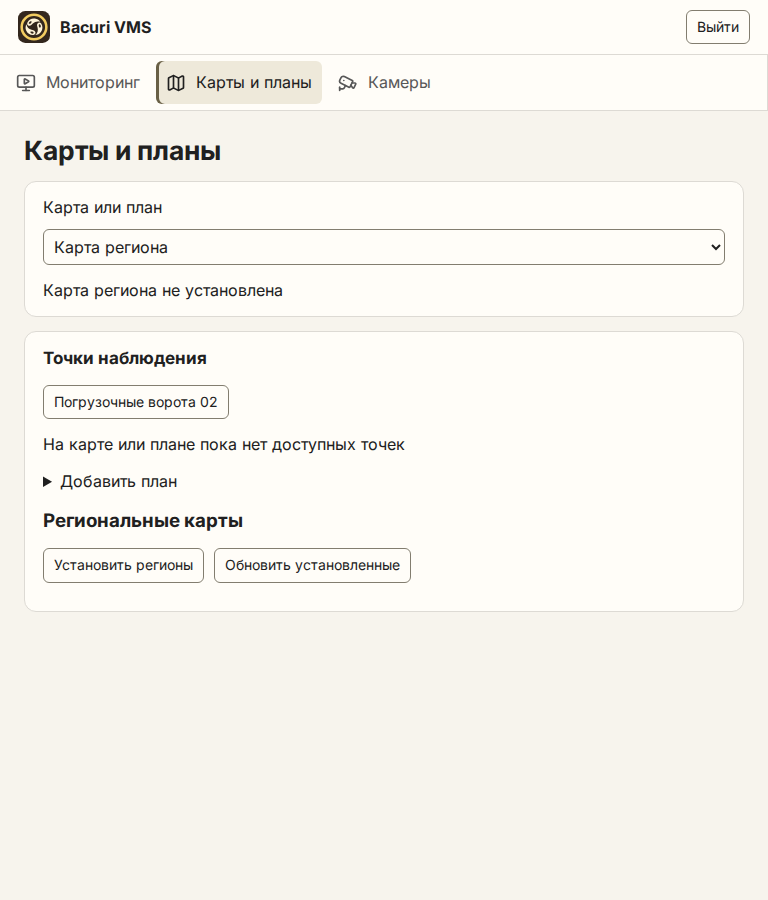 Bacuri VMS
Выйти
Мониторинг
Карты и планы
Камеры
Карты и планы
Карта или план
Карта региона
Карта региона не установлена
Точки наблюдения
Погрузочные ворота 02
На карте или плане пока нет доступных точек
Добавить план
Региональные карты
Установить регионы
Обновить установленные